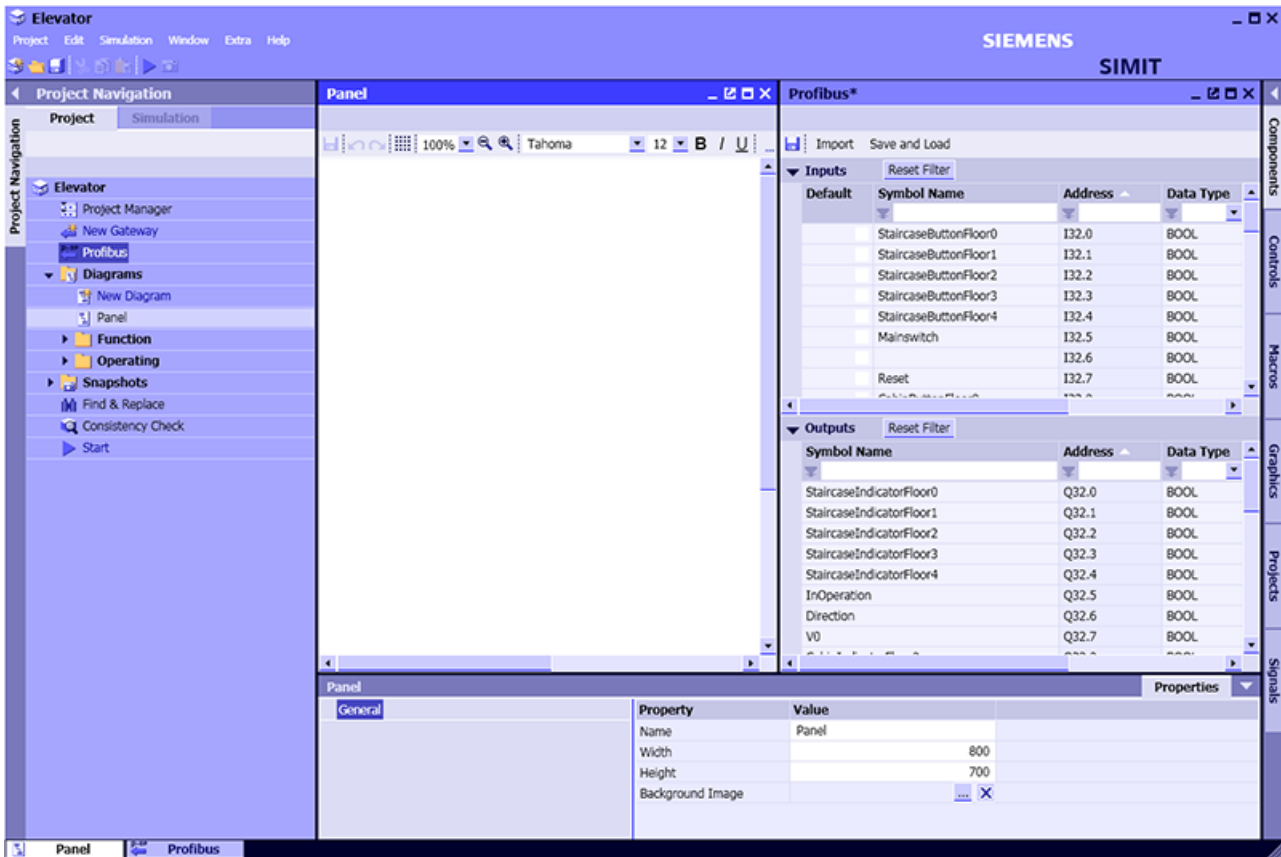 Elevator
Project Edit Simulation Window Extra Help
SIEMENS
SIMIT
Project Navigation
Project Navigation
Project Simulation
Elevator
Project Manager
New Gateway
Profibus
Diagrams
New Diagram
Panel
Function
Operating
Snapshots
Find & Replace
Consistency Check
Start
Panel
100% Tahoma 12 B I U ...
Profibus*
Import Save and Load
Inputs Reset Filter
Default Symbol Name Address Data Type
StaircaseButtonFloor0 I32.0 BOOL
StaircaseButtonFloor1 I32.1 BOOL
StaircaseButtonFloor2 I32.2 BOOL
StaircaseButtonFloor3 I32.3 BOOL
StaircaseButtonFloor4 I32.4 BOOL
Mainswitch I32.5 BOOL
I32.6 BOOL
Reset I32.7 BOOL
Outputs Reset Filter
Symbol Name Address Data Type
StaircaseIndicatorFloor0 Q32.0 BOOL
StaircaseIndicatorFloor1 Q32.1 BOOL
StaircaseIndicatorFloor2 Q32.2 BOOL
StaircaseIndicatorFloor3 Q32.3 BOOL
StaircaseIndicatorFloor4 Q32.4 BOOL
InOperation Q32.5 BOOL
Direction Q32.6 BOOL
V0 Q32.7 BOOL
Components
Controls
Macros
Graphics
Projects
Signals
Panel Properties
General
Property Value
Name Panel
Width 800
Height 700
Background Image ...
Panel Profibus